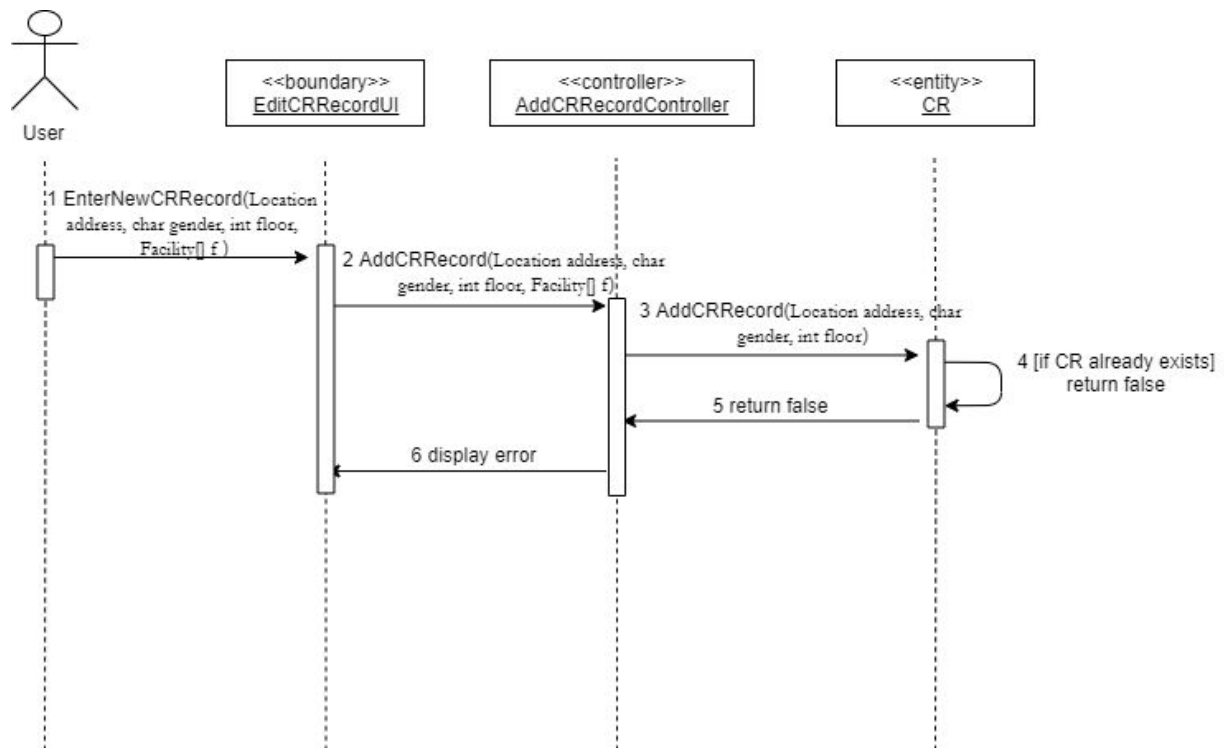 User
<<boundary>>
EditCRRecordUI
<<controller>>
AddCRRecordController
<<entity>>
CR
1 EnterNewCRRecord(Location
address, char gender, int floor,
Facility[] f )
2 AddCRRecord(Location address, char
gender, int floor, Facility[] f)
3 AddCRRecord(Location address, char
gender, int floor)
4 [if CR already exists]
return false
5 return false
6 display error